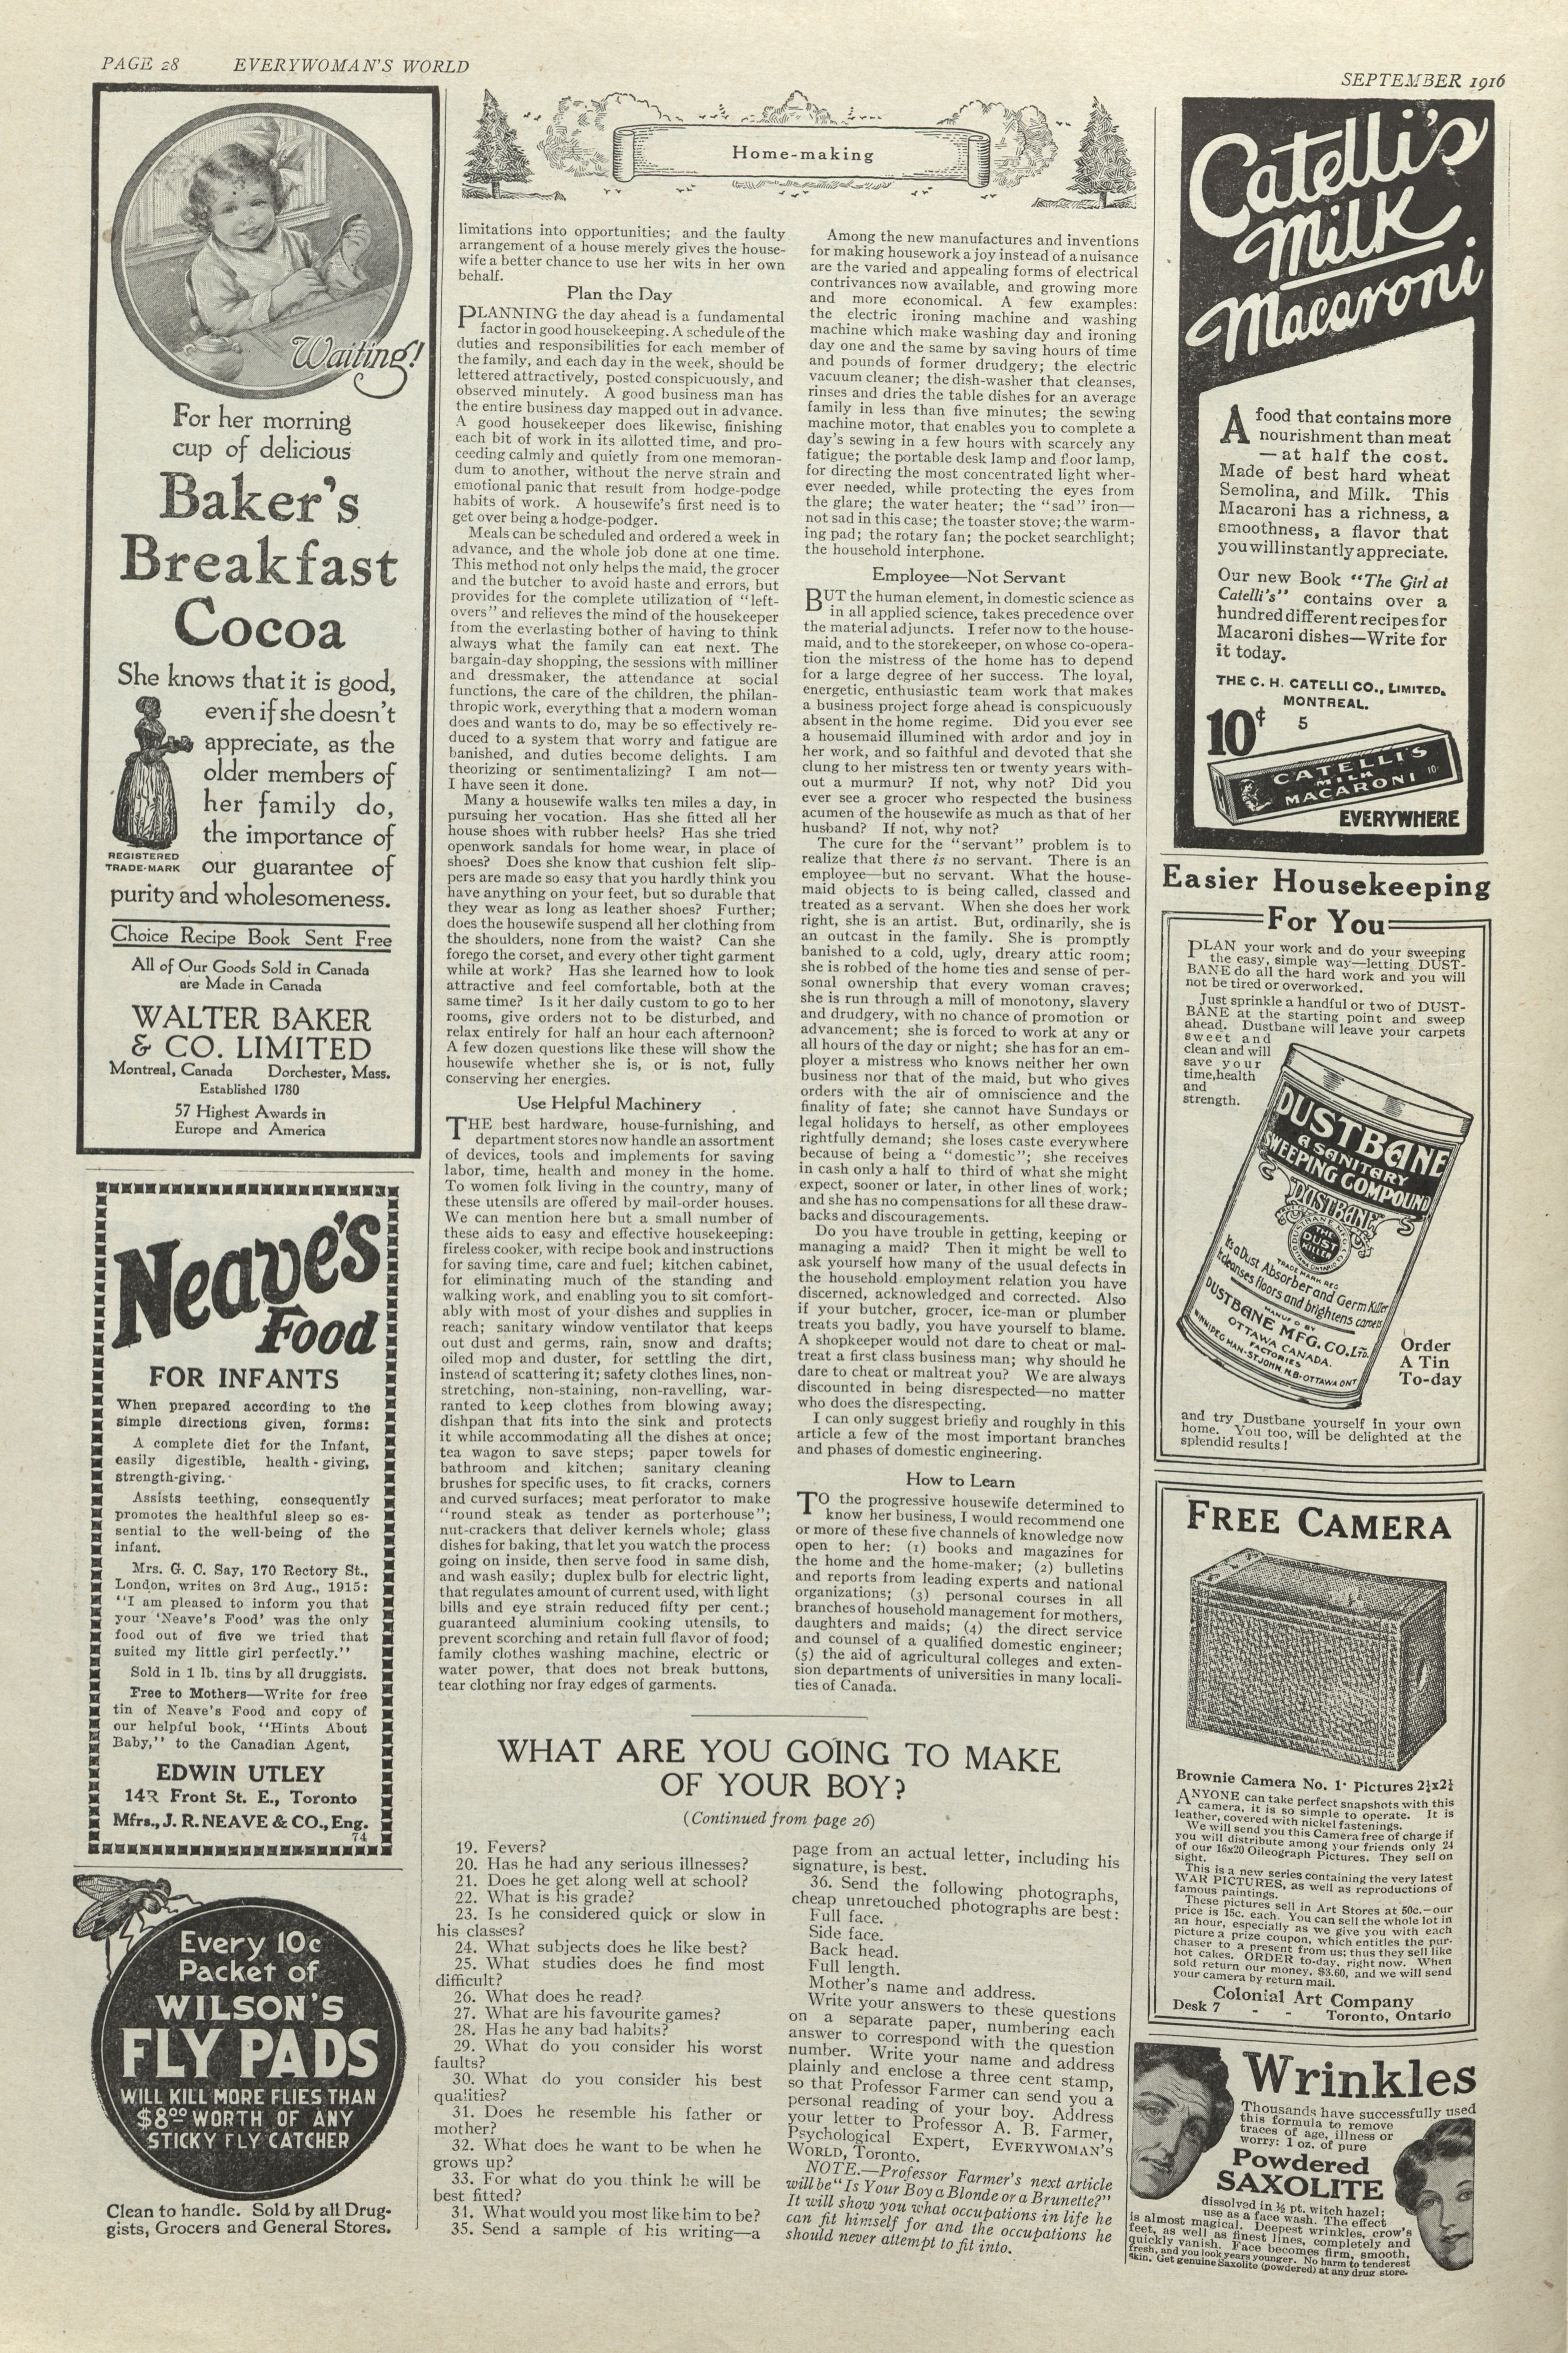 PAGE 28 EVERYWOMAN'S WORLD
SEPTEMBER 1916
Waiting!
For her morning
cup of delicious
Baker's
Breakfast
Cocoa
She knows that it is good,
even if she doesn't
appreciate, as the
older members of
her family do,
the importance of
REGISTERED
TRADE-MARK
our guarantee of
purity and wholesomeness.
Choice Recipe Book Sent Free
All of Our Goods Sold in Canada
are Made in Canada
WALTER BAKER
& CO. LIMITED
Montreal, Canada Dorchester, Mass.
Established 1780
57 Highest Awards in
Europe and America
Neave's
Food
FOR INFANTS
When prepared according to the
simple directions given, forms:
A complete diet for the Infant,
easily digestible, health-giving,
strength-giving.
Assists teething, consequently
promotes the healthful sleep so es-
sential to the well-being of the
infant.
Mrs. G. C. Say, 170 Rectory St.,
London, writes on 3rd Aug., 1915:
"I am pleased to inform you that
your 'Neave's Food' was the only
food out of five we tried that
suited my little girl perfectly."
Sold in 1 lb. tins by all druggists.
Free to Mothers—Write for free
tin of Neave's Food and copy of
our helpful book, "Hints About
Baby," to the Canadian Agent,
EDWIN UTLEY
14R Front St. E., Toronto
Mfrs., J. R. NEAVE & CO., Eng.
74
Every 10c
Packet of
WILSON'S
FLY PADS
WILL KILL MORE FLIES THAN
$8oo WORTH OF ANY
STICKY FLY CATCHER
Clean to handle. Sold by all Drug-
gists, Grocers and General Stores.
Home-making
limitations into opportunities; and the faulty
arrangement of a house merely gives the house-
wife a better chance to use her wits in her own
behalf.
Plan the Day
PLANNING the day ahead is a fundamental
factor in good housekeeping. A schedule of the
duties and responsibilities for each member of
the family, and each day in the week, should be
lettered attractively, posted conspicuously, and
observed minutely. A good business man has
the entire business day mapped out in advance.
A good housekeeper does likewise, finishing
each bit of work in its allotted time, and pro-
ceeding calmly and quietly from one memoran-
dum to another, without the nerve strain and
emotional panic that result from hodge-podge
habits of work. A housewife's first need is to
get over being a hodge-podger.
Meals can be scheduled and ordered a week in
advance, and the whole job done at one time.
This method not only helps the maid, the grocer
and the butcher to avoid haste and errors, but
provides for the complete utilization of "left-
overs" and relieves the mind of the housekeeper
from the everlasting bother of having to think
always what the family can eat next. The
bargain-day shopping, the sessions with milliner
and dressmaker, the attendance at social
functions, the care of the children, the philan-
thropic work, everything that a modern woman
does and wants to do, may be so effectively re-
duced to a system that worry and fatigue are
banished, and duties become delights. I am
theorizing or sentimentalizing? I am not—
I have seen it done.
Many a housewife walks ten miles a day, in
pursuing her vocation. Has she fitted all her
house shoes with rubber heels? Has she tried
openwork sandals for home wear, in place of
shoes? Does she know that cushion felt slip-
pers are made so easy that you hardly think you
have anything on your feet, but so durable that
they wear as long as leather shoes? Further;
does the housewife suspend all her clothing from
the shoulders, none from the waist? Can she
forego the corset, and every other tight garment
while at work? Has she learned how to look
attractive and feel comfortable, both at the
same time? Is it her daily custom to go to her
rooms, give orders not to be disturbed, and
relax entirely for half an hour each afternoon?
A few dozen questions like these will show the
housewife whether she is, or is not, fully
conserving her energies.
Use Helpful Machinery
THE best hardware, house-furnishing, and
department stores now handle an assortment
of devices, tools and implements for saving
labor, time, health and money in the home.
To women folk living in the country, many of
these utensils are offered by mail-order houses.
We can mention here but a small number of
these aids to easy and effective housekeeping:
fireless cooker, with recipe book and instructions
for saving time, care and fuel; kitchen cabinet,
for eliminating much of the standing and
walking work, and enabling you to sit comfort-
ably with most of your dishes and supplies in
reach; sanitary window ventilator that keeps
out dust and germs, rain, snow and drafts;
oiled mop and duster, for settling the dirt,
instead of scattering it; safety clothes lines, non-
stretching, non-staining, non-ravelling, war-
ranted to keep clothes from blowing away;
dishpan that fits into the sink and protects
it while accommodating all the dishes at once;
tea wagon to save steps; paper towels for
bathroom and kitchen; sanitary cleaning
brushes for specific uses, to fit cracks, corners
and curved surfaces; meat perforator to make
"round steak as tender as porterhouse";
nut-crackers that deliver kernels whole; glass
dishes for baking, that let you watch the process
going on inside, then serve food in same dish,
and wash easily; duplex bulb for electric light,
that regulates amount of current used, with light
bills and eye strain reduced fifty per cent.;
guaranteed aluminium cooking utensils, to
prevent scorching and retain full flavor of food;
family clothes washing machine, electric or
water power, that does not break buttons,
tear clothing nor fray edges of garments.
Among the new manufactures and inventions
for making housework a joy instead of a nuisance
are the varied and appealing forms of electrical
contrivances now available, and growing more
and more economical. A few examples:
the electric ironing machine and washing
machine which make washing day and ironing
day one and the same by saving hours of time
and pounds of former drudgery; the electric
vacuum cleaner; the dish-washer that cleanses,
rinses and dries the table dishes for an average
family in less than five minutes; the sewing
machine motor, that enables you to complete a
day's sewing in a few hours with scarcely any
fatigue; the portable desk lamp and floor lamp,
for directing the most concentrated light wher-
ever needed, while protecting the eyes from
the glare; the water heater; the "sad" iron—
not sad in this case; the toaster stove; the warm-
ing pad; the rotary fan; the pocket searchlight;
the household interphone.
Employee—Not Servant
BUT the human element, in domestic science as
in all applied science, takes precedence over
the material adjuncts. I refer now to the house-
maid, and to the storekeeper, on whose co-opera-
tion the mistress of the home has to depend
for a large degree of her success. The loyal,
energetic, enthusiastic team work that makes
a business project forge ahead is conspicuously
absent in the home regime. Did you ever see
a housemaid illumined with ardor and joy in
her work, and so faithful and devoted that she
clung to her mistress ten or twenty years with-
out a murmur? If not, why not? Did you
ever see a grocer who respected the business
acumen of the housewife as much as that of her
husband? If not, why not?
The cure for the "servant" problem is to
realize that there is no servant. There is an
employee—but no servant. What the house-
maid objects to is being called, classed and
treated as a servant. When she does her work
right, she is an artist. But, ordinarily, she is
an outcast in the family. She is promptly
banished to a cold, ugly, dreary attic room;
she is robbed of the home ties and sense of per-
sonal ownership that every woman craves;
she is run through a mill of monotony, slavery
and drudgery, with no chance of promotion or
advancement; she is forced to work at any or
all hours of the day or night; she has for an em-
ployer a mistress who knows neither her own
business nor that of the maid, but who gives
orders with the air of omniscience and the
finality of fate; she cannot have Sundays or
legal holidays to herself, as other employees
rightfully demand; she loses caste everywhere
because of being a "domestic"; she receives
in cash only a half to third of what she might
expect, sooner or later, in other lines of work;
and she has no compensations for all these draw-
backs and discouragements.
Do you have trouble in getting, keeping or
managing a maid? Then it might be well to
ask yourself how many of the usual defects in
the household employment relation you have
discerned, acknowledged and corrected. Also
if your butcher, grocer, ice-man or plumber
treats you badly, you have yourself to blame.
A shopkeeper would not dare to cheat or mal-
treat a first class business man; why should he
dare to cheat or maltreat you? We are always
discounted in being disrespected—no matter
who does the disrespecting.
I can only suggest briefly and roughly in this
article a few of the most important branches
and phases of domestic engineering.
How to Learn
TO the progressive housewife determined to
know her business, I would recommend one
or more of these five channels of knowledge now
open to her: (1) books and magazines for
the home and the home-maker; (2) bulletins
and reports from leading experts and national
organizations; (3) personal courses in all
branches of household management for mothers,
daughters and maids; (4) the direct service
and counsel of a qualified domestic engineer;
(5) the aid of agricultural colleges and exten-
sion departments of universities in many locali-
ties of Canada.
WHAT ARE YOU GOING TO MAKE
OF YOUR BOY?
(Continued from page 26)
19. Fevers?
20. Has he had any serious illnesses?
21. Does he get along well at school?
22. What is his grade?
23. Is he considered quick or slow in
his classes?
24. What subjects does he like best?
25. What studies does he find most
difficult?
26. What does he read?
27. What are his favourite games?
28. Has he any bad habits?
29. What do you consider his worst
faults?
30. What do you consider his best
qualities?
31. Does he resemble his father or
mother?
32. What does he want to be when he
grows up?
33. For what do you think he will be
best fitted?
31. What would you most like him to be?
35. Send a sample of his writing—a
page from an actual letter, including his
signature, is best.
36. Send the following photographs,
cheap unretouched photographs are best:
Full face.
Side face.
Back head.
Full length.
Mother's name and address.
Write your answers to these questions
on a separate paper, numbering each
answer to correspond with the question
number. Write your name and address
plainly and enclose a three cent stamp,
so that Professor Farmer can send you a
personal reading of your boy. Address
your letter to Professor A. B. Farmer,
Psychological Expert, EVERYWOMAN'S
WORLD, Toronto.
NOTE.—Professor Farmer's next article
will be "Is Your Boy a Blonde or a Brunette?"
It will show you what occupations in life he
can fit himself for and the occupations he
should never attempt to fit into.
Catelli's
Milk
Macaroni
A food that contains more
nourishment than meat
—at half the cost.
Made of best hard wheat
Semolina, and Milk. This
Macaroni has a richness, a
smoothness, a flavor that
you will instantly appreciate.
Our new Book "The Girl at
Catelli's" contains over a
hundred different recipes for
Macaroni dishes—Write for
it today.
THE C. H. CATELLI CO., LIMITED,
MONTREAL.
10¢ 5
CATELLI'S
MILK
MACARONI 10¢
EVERYWHERE
Easier Housekeeping
For You
PLAN your work and do your sweeping
the easy, simple way—letting DUST-
BANE do all the hard work and you will
not be tired or overworked.
Just sprinkle a handful or two of DUST-
BANE at the starting point and sweep
ahead. Dustbane will leave your carpets
sweet and
clean and will
save your
time, health
and
strength.
DUSTBANE
A SANITARY
SWEEPING COMPOUND
DUSTBANE
THE
DUST
KILLER
TRADE MARK REG.
It's a Dust Absorber and Germ Killer
It cleanses floors and brightens carpets
MANUF'D BY
DUSTBANE MFG. CO. LTD.
OTTAWA CANADA.
FACTORIES
WINNIPEG MAN-ST. JOHN, N.B-OTTAWA ONT
Order
A Tin
To-day
and try Dustbane yourself in your own
home. You too, will be delighted at the
splendid results!
FREE CAMERA
Brownie Camera No. 1 Pictures 2¼x2¼
ANYONE can take perfect snapshots with this
camera, it is so simple to operate. It is
leather, covered with nickel fastenings.
We will send you this Camera free of charge if
you will distribute among your friends only 24
of our 16x20 Oileograph Pictures. They sell on
sight.
This is a new series containing the very latest
WAR PICTURES, as well as reproductions of
famous paintings.
These pictures sell in Art Stores at 50c.—our
price is 15c. each. You can sell the whole lot in
an hour, especially as we give you with each
picture a prize coupon, which entitles the pur-
chaser to a present from us; thus they sell like
hot cakes. ORDER to-day, right now. When
sold return our money, $3.60, and we will send
your camera by return mail.
Colonial Art Company
Desk 7 - - Toronto, Ontario
Wrinkles
Thousands have successfully used
this formula to remove
traces of age, illness or
worry: 1 oz. of pure
Powdered
SAXOLITE
dissolved in ½ pt. witch hazel;
use as a face wash. The effect
is almost magical. Deepest wrinkles, crow's
feet, as well as finest lines, completely and
quickly vanish. Face becomes firm, smooth,
fresh, and you look years younger. No harm to tenderest
skin. Get genuine Saxolite (powdered) at any drug store.